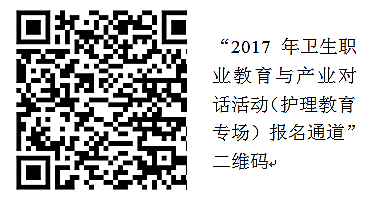 “2017 年卫生职
业教育与产业对
话活动（护理教育
专场）报名通道”
二维码